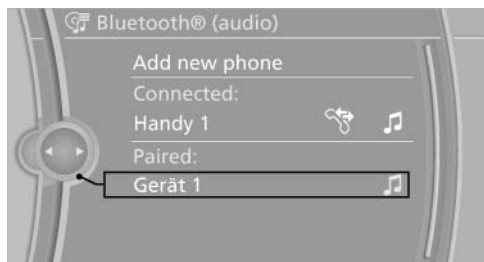 Bluetooth® (audio)
Add new phone
Connected:
Handy 1
Paired:
Gerät 1